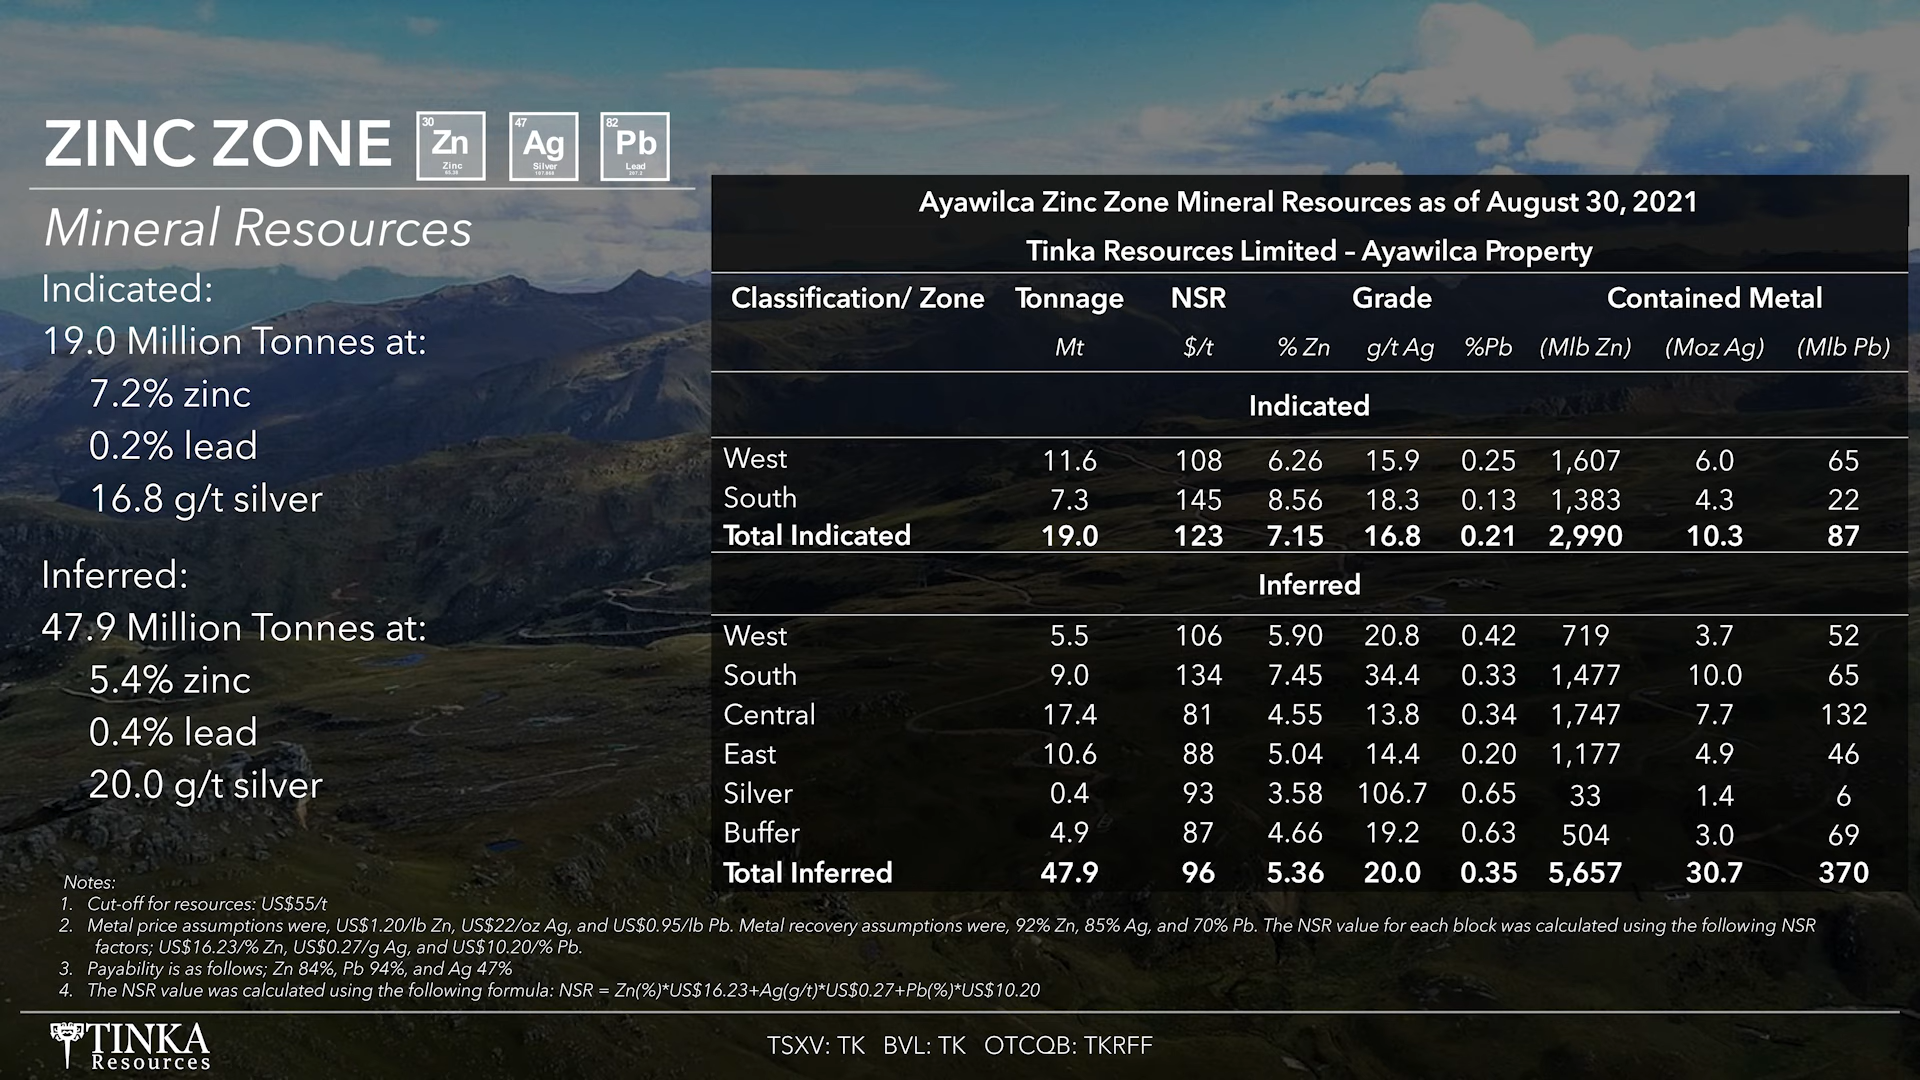 ZINC ZONE
30
Zn
Zinc
47
Ag
Silver
82
Pb
Lead
Mineral Resources
Indicated:
19.0 Million Tonnes at:
7.2% zinc
0.2% lead
16.8 g/t silver
Inferred:
47.9 Million Tonnes at:
5.4% zinc
0.4% lead
20.0 g/t silver
Ayawilca Zinc Zone Mineral Resources as of August 30, 2021
Tinka Resources Limited – Ayawilca Property
Classification/ Zone Tonnage NSR Grade Contained Metal
Mt $/t % Zn g/t Ag %Pb (Mlb Zn) (Moz Ag) (Mlb Pb)
Indicated
West 11.6 108 6.26 15.9 0.25 1,607 6.0 65
South 7.3 145 8.56 18.3 0.13 1,383 4.3 22
Total Indicated 19.0 123 7.15 16.8 0.21 2,990 10.3 87
Inferred
West 5.5 106 5.90 20.8 0.42 719 3.7 52
South 9.0 134 7.45 34.4 0.33 1,477 10.0 65
Central 17.4 81 4.55 13.8 0.34 1,747 7.7 132
East 10.6 88 5.04 14.4 0.20 1,177 4.9 46
Silver 0.4 93 3.58 106.7 0.65 33 1.4 6
Buffer 4.9 87 4.66 19.2 0.63 504 3.0 69
Total Inferred 47.9 96 5.36 20.0 0.35 5,657 30.7 370
Notes:
1. Cut-off for resources: US$55/t
2. Metal price assumptions were, US$1.20/lb Zn, US$22/oz Ag, and US$0.95/lb Pb. Metal recovery assumptions were, 92% Zn, 85% Ag, and 70% Pb. The NSR value for each block was calculated using the following NSR
factors; US$16.23/% Zn, US$0.27/g Ag, and US$10.20/% Pb.
3. Payability is as follows; Zn 84%, Pb 94%, and Ag 47%
4. The NSR value was calculated using the following formula: NSR = Zn(%)*US$16.23+Ag(g/t)*US$0.27+Pb(%)*US$10.20
TINKA
Resources
TSXV: TK BVL: TK OTCQB: TKRFF